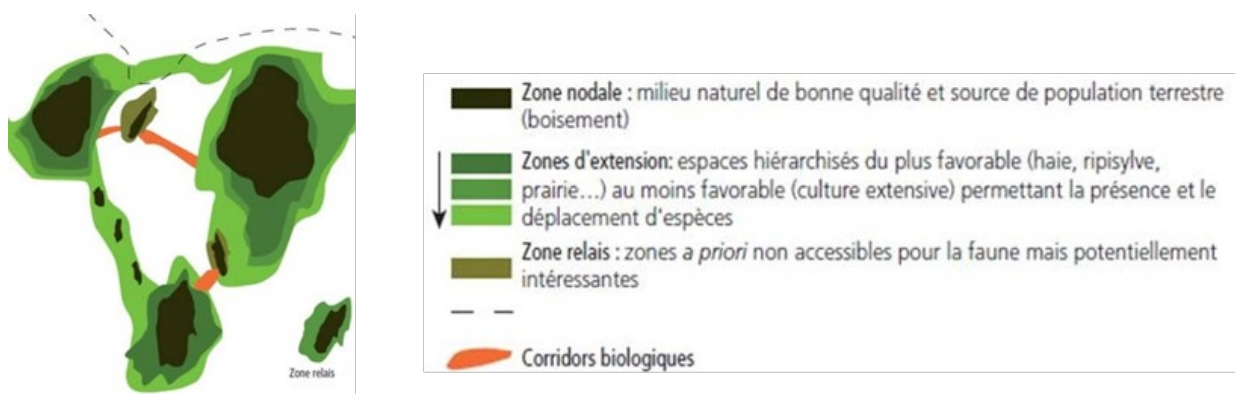 Zone relais
Zone nodale : milieu naturel de bonne qualité et source de population terrestre
(boisement)
Zones d'extension: espaces hiérarchisés du plus favorable (haie, ripisylve,
prairie...) au moins favorable (culture extensive) permettant la présence et le
déplacement d'espèces
Zone relais : zones a priori non accessibles pour la faune mais potentiellement
intéressantes
Corridors biologiques